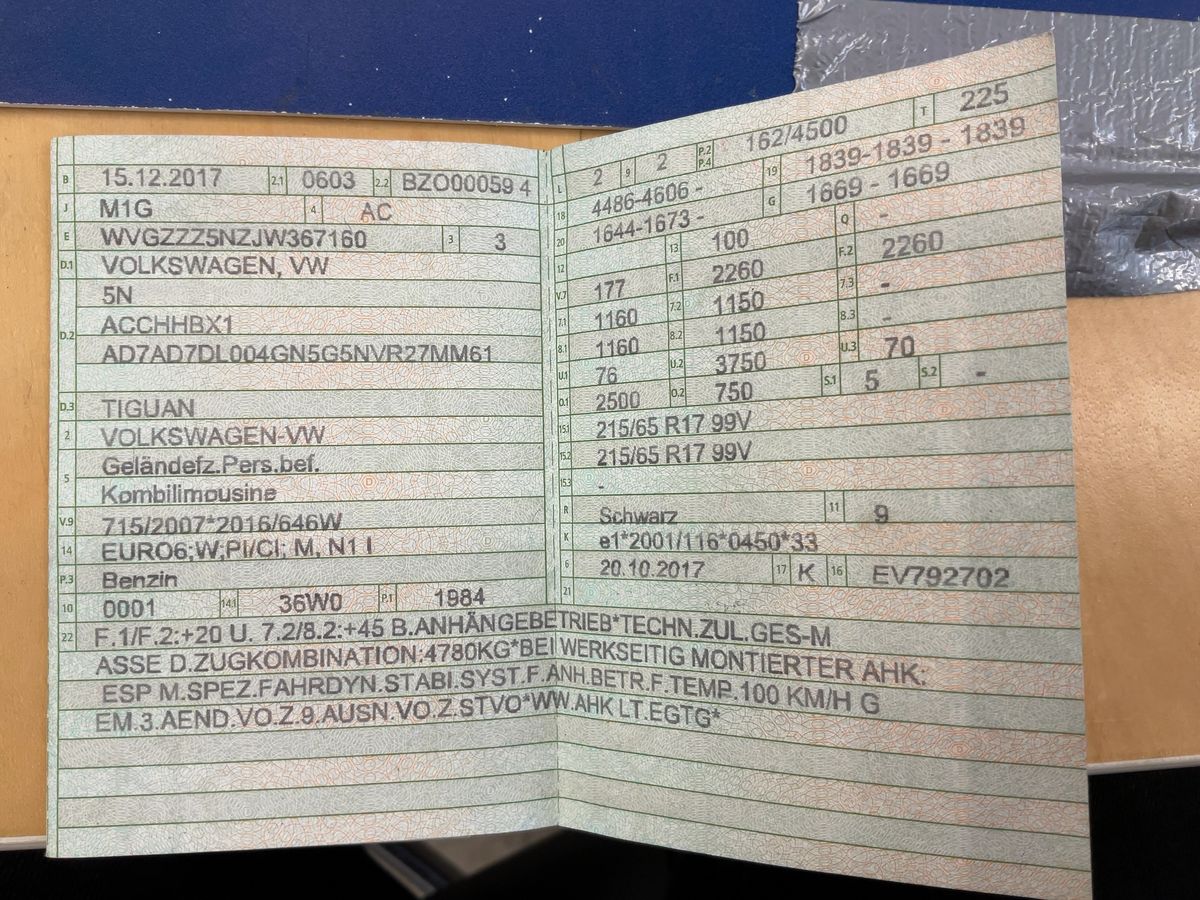 B 15.12.2017 2.1 0603 2.2 BZO000594
J M1G 4 AC
E WVGZZZ5NZJW367160 3 3
D.1 VOLKSWAGEN, VW
5N
D.2 ACCHHBX1
AD7AD7DL004GN5G5NVR27MM61
D.3 TIGUAN
2 VOLKSWAGEN-VW
Geländefz.Pers.bef.
5 Kombilimousine
V.9 715/2007*2016/646W
14 EURO6;W;PI/CI; M, N1 I
P.3 Benzin
10 0001 14.1 36W0 P.1 1984
L 2 9 2 P.2 P.4 162/4500 T 225
18 4486-4606 - 19 1839-1839 - 1839
20 1644-1673 - G 1669 - 1669
12 13 100 Q -
V.7 177 F.1 2260 F.2 2260
7.1 1160 7.2 1150 7.3 -
8.1 1160 8.2 1150 8.3 -
U.1 76 U.2 3750 U.3 70
O.1 2500 O.2 750 S.1 5 S.2 -
15.1 215/65 R17 99V
15.2 215/65 R17 99V
15.3 -
R Schwarz 11 9
K e1*2001/116*0450*33
6 20.10.2017 17 K 16 EV792702
21
22 F.1/F.2:+20 U. 7.2/8.2:+45 B.ANHÄNGEBETRIEB*TECHN.ZUL.GES-M
ASSE D.ZUGKOMBINATION:4780KG*BEI WERKSEITIG MONTIERTER AHK:
ESP M.SPEZ.FAHRDYN.STABI.SYST.F.ANH.BETR.F.TEMP.100 KM/H G
EM.3.AEND.VO.Z.9.AUSN.VO.Z.STVO*WW.AHK LT.EGTG*